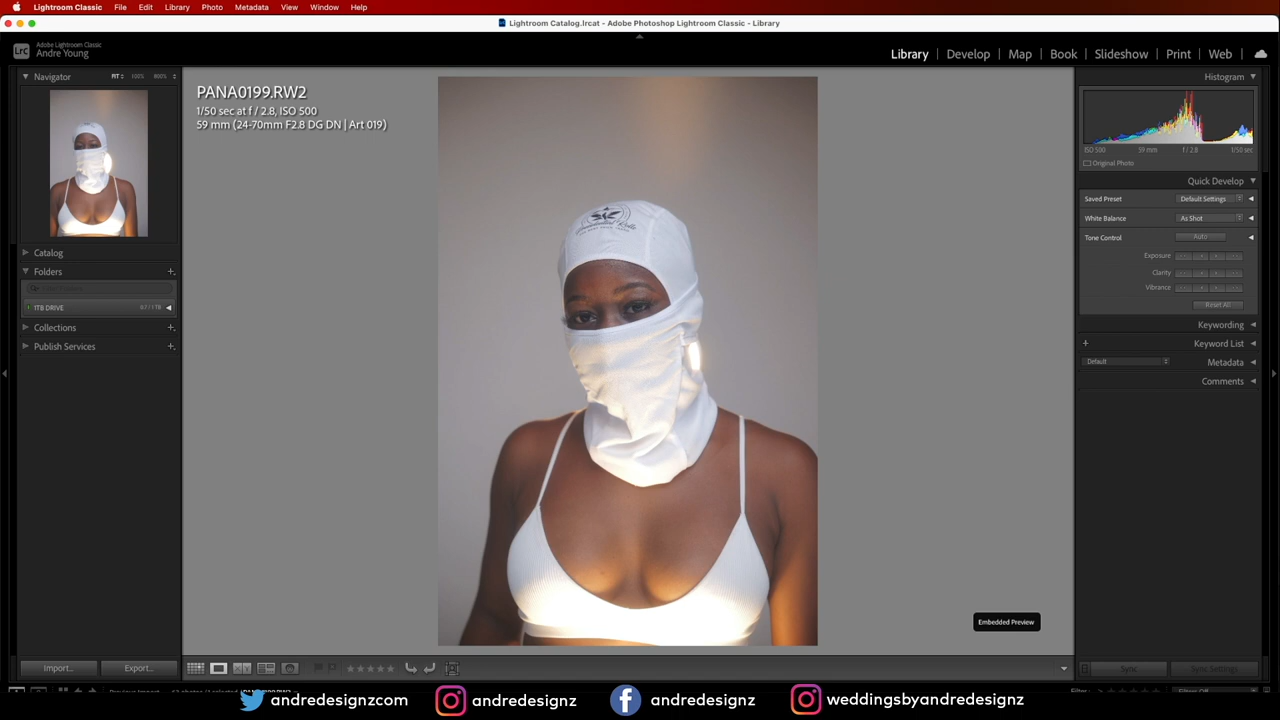 Lightroom Classic File Edit Library Photo Metadata View Window Help
Lightroom Catalog.lrcat - Adobe Photoshop Lightroom Classic - Library
LrC Adobe Lightroom Classic
Andre Young
Library | Develop | Map | Book | Slideshow | Print | Web
Navigator FIT 100% 800%
Histogram
PANA0199.RW2
1/50 sec at f / 2.8, ISO 500
59 mm (24-70mm F2.8 DG DN | Art 019)
ISO 500 59 mm f / 2.8 1/50 sec
Original Photo
Quick Develop
Saved Preset Default Settings
White Balance As Shot
Tone Control Auto
Exposure
Clarity
Vibrance
Reset All
Catalog
Folders
1TB DRIVE
Collections
Publish Services
Keywording
Keyword List
Default Metadata
Comments
Embedded Preview
Import... Export...
Sync Sync Settings
andredesignzcom andredesignz andredesignz weddingsbyandredesignz